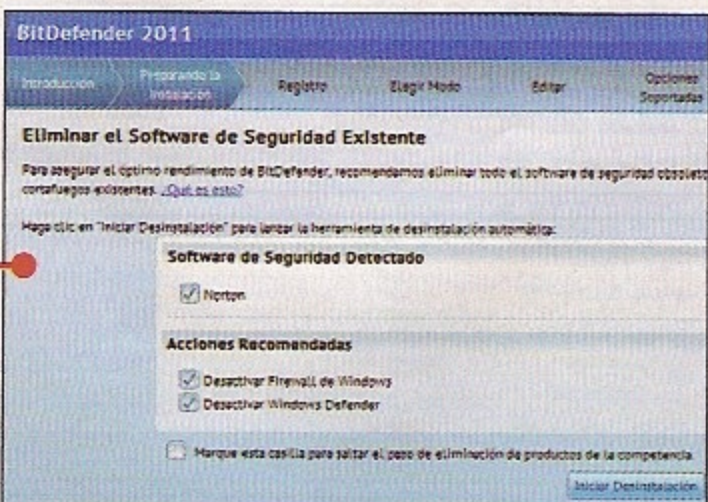 BitDefender 2011
Introducción
Preparando la
Instalación
Registro
Elegir Modo
Editar
Opciones
Soportadas
Eliminar el Software de Seguridad Existente
Para asegurar el óptimo rendimiento de BitDefender, recomendamos eliminar todo el software de seguridad obsoleto
cortafuegos existentes. ¿Qué es esto?
Haga clic en "Iniciar Desinstalación" para lanzar la herramienta de desinstalación automática:
Software de Seguridad Detectado
Norton
Acciones Recomendadas
Desactivar Firewall de Windows
Desactivar Windows Defender
Marque esta casilla para saltar el paso de eliminación de productos de la competencia.
Iniciar Desinstalación